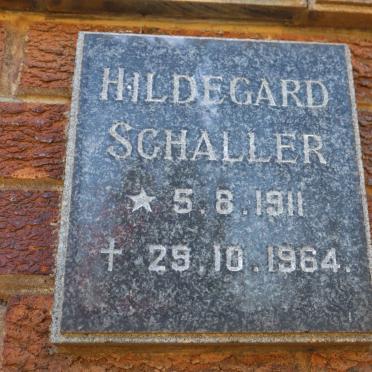 HILDEGARD
SCHALLER
★ 5.8.1911
† 29.10.1964.